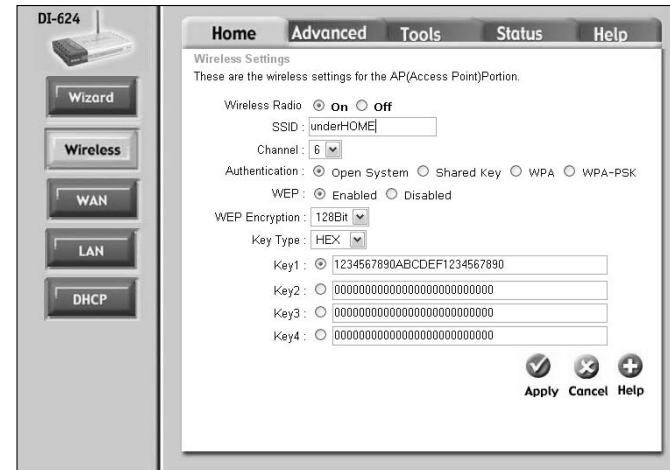 DI-624
Wizard
Wireless
WAN
LAN
DHCP
Home Advanced Tools Status Help
Wireless Settings
These are the wireless settings for the AP(Access Point)Portion.
Wireless Radio On Off
SSID : underHOME
Channel : 6
Authentication : Open System Shared Key WPA WPA-PSK
WEP : Enabled Disabled
WEP Encryption : 128Bit
Key Type : HEX
Key1 : 1234567890ABCDEF1234567890
Key2 : 00000000000000000000000000
Key3 : 00000000000000000000000000
Key4 : 00000000000000000000000000
Apply Cancel Help